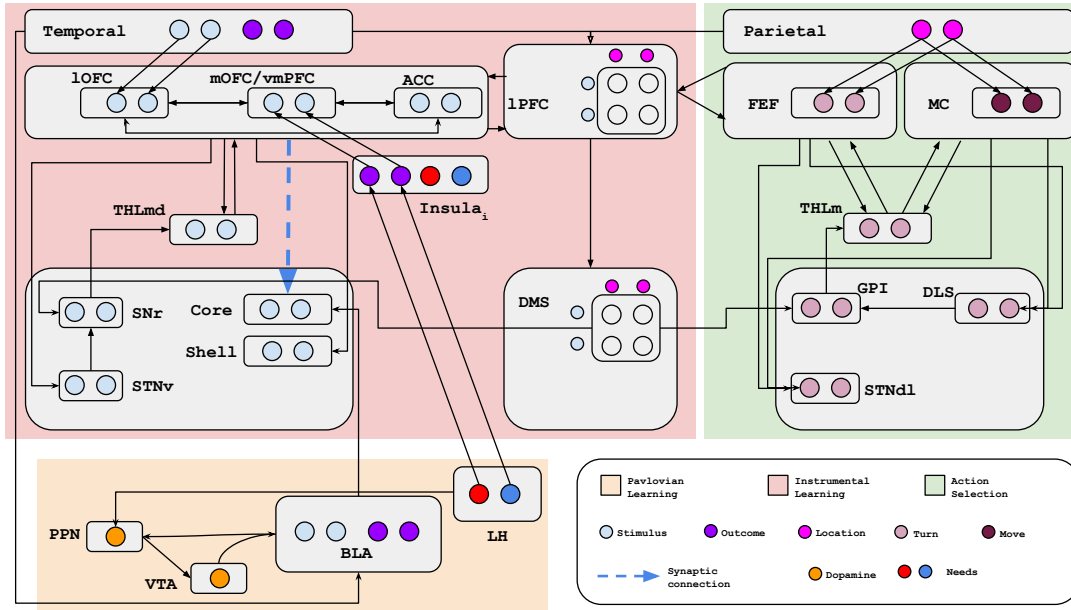 Temporal
Parietal
lOFC
mOFC/vmPFC
ACC
lPFC
FEF
MC
Insula
i
THLmd
THLm
SNr
Core
DMS
GPI
DLS
Shell
STNv
STNdl
PPN
VTA
BLA
LH
Pavlovian
Learning
Instrumental
Learning
Action
Selection
Stimulus
Outcome
Location
Turn
Move
Synaptic
connection
Dopamine
Needs